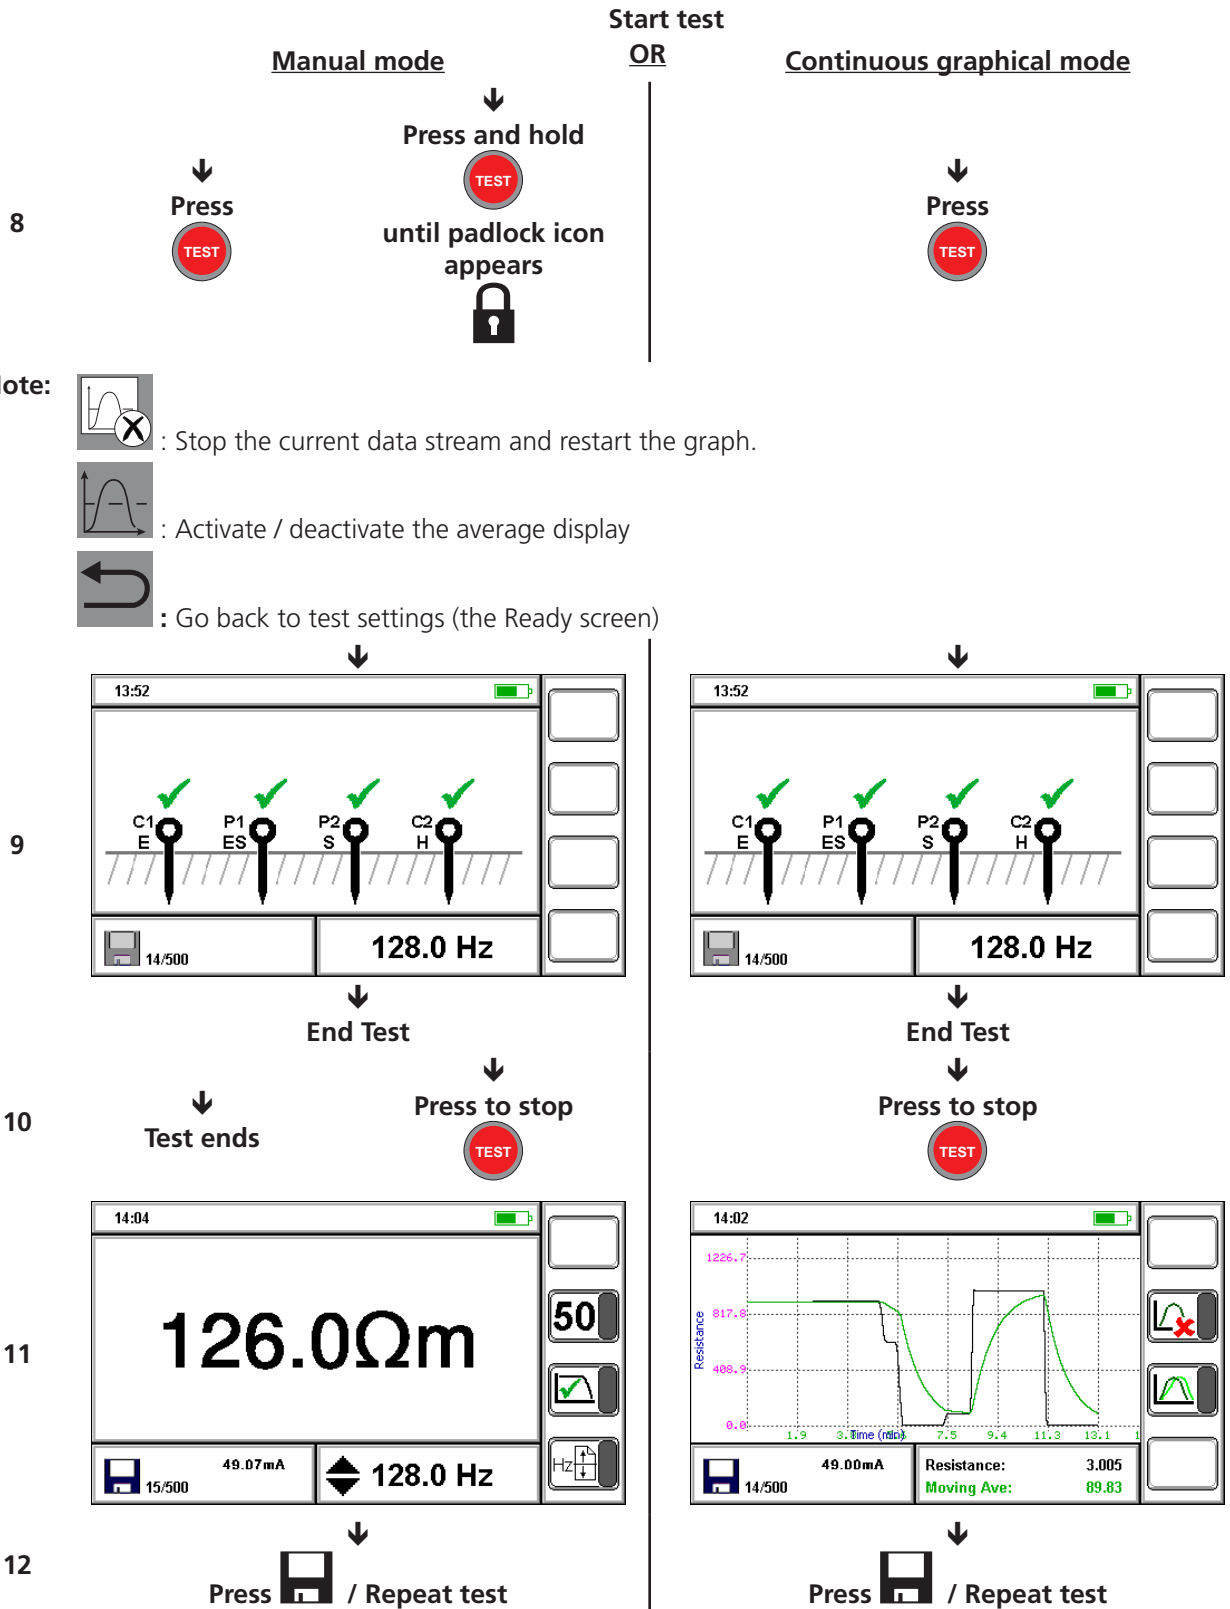 Start test
OR
Manual mode
Continuous graphical mode
8
Press
TEST
Press and hold
TEST
until padlock icon
appears
Press
TEST
ote:
: Stop the current data stream and restart the graph.
: Activate / deactivate the average display
: Go back to test settings (the Ready screen)
9
13:52
C1
E
P1
ES
P2
S
C2
H
14/500
128.0 Hz
13:52
C1
E
P1
ES
P2
S
C2
H
14/500
128.0 Hz
End Test
End Test
10
Test ends
Press to stop
TEST
Press to stop
TEST
11
14:04
126.0Ωm
50
Hz
49.07mA
15/500
128.0 Hz
14:02
1226.7
817.8
408.9
0.0
Resistance
1.9
Time (min)
7.5
9.4
11.3
13.1
49.00mA
14/500
Resistance: 3.005
Moving Ave: 89.83
12
Press / Repeat test
Press / Repeat test